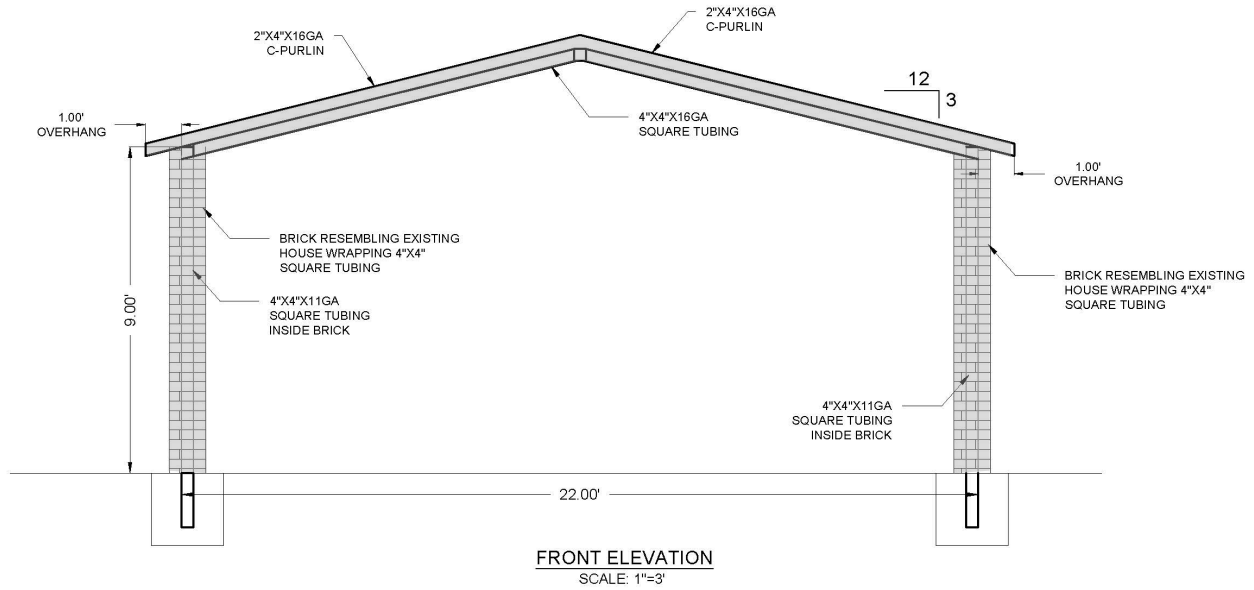 2"X4"X16GA
C-PURLIN
2"X4"X16GA
C-PURLIN
12
3
1.00'
OVERHANG
4"X4"X16GA
SQUARE TUBING
1.00'
OVERHANG
BRICK RESEMBLING EXISTING
HOUSE WRAPPING 4"X4"
SQUARE TUBING
BRICK RESEMBLING EXISTING
HOUSE WRAPPING 4"X4"
SQUARE TUBING
9.00'
4"X4"X11GA
SQUARE TUBING
INSIDE BRICK
4"X4"X11GA
SQUARE TUBING
INSIDE BRICK
22.00'
FRONT ELEVATION
SCALE: 1"=3'